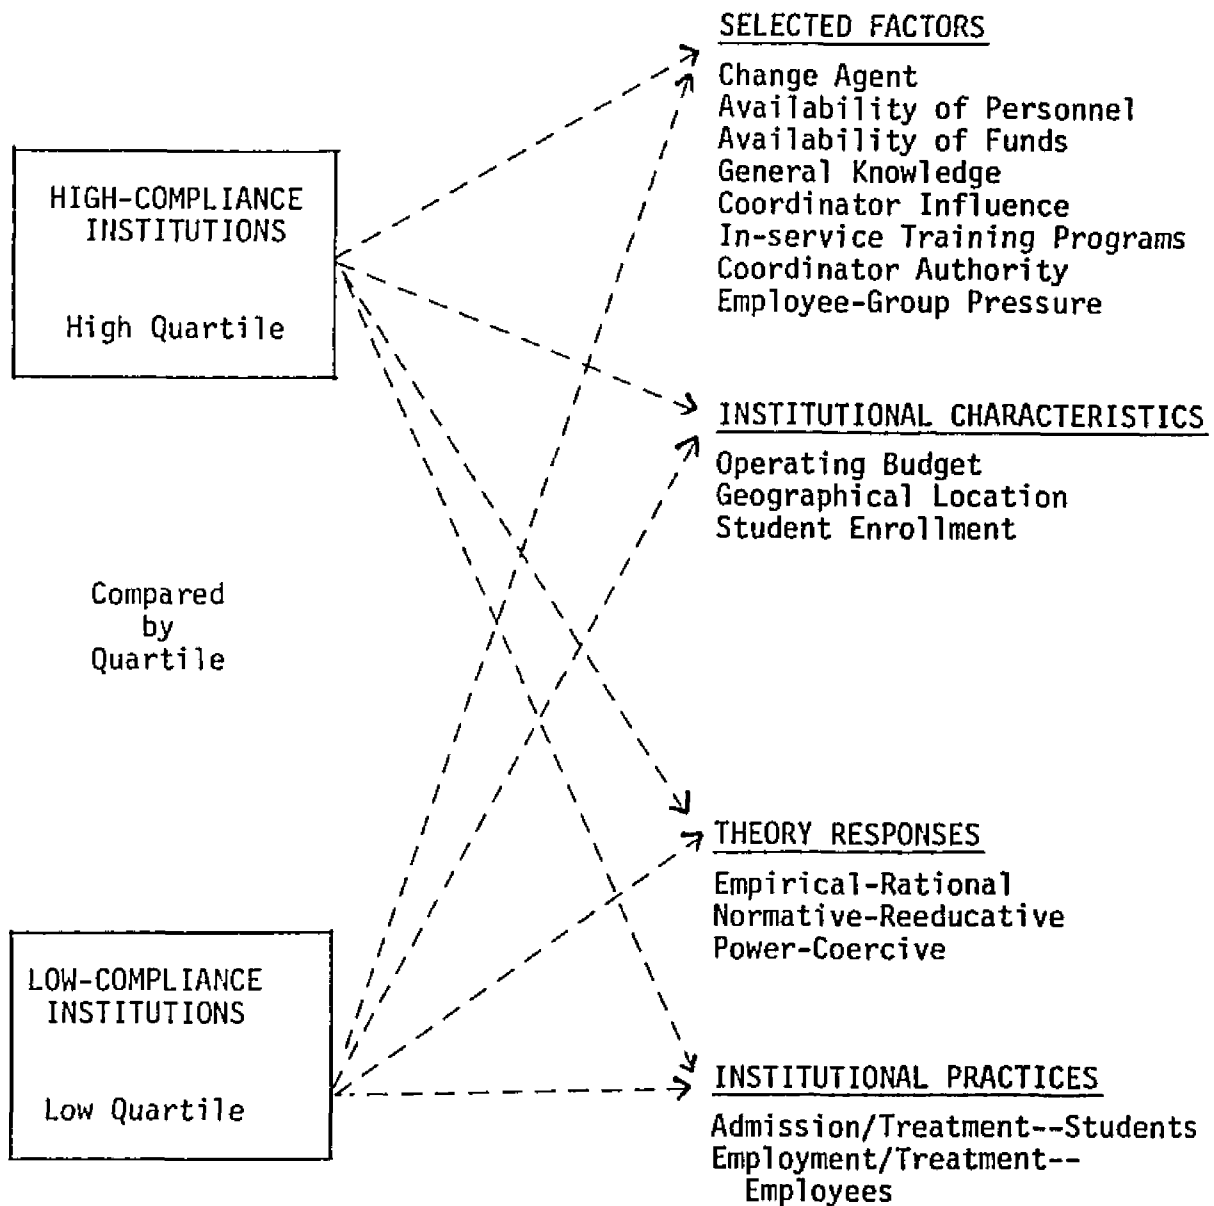 HIGH-COMPLIANCE
INSTITUTIONS
High Quartile
Compared
by
Quartile
LOW-COMPLIANCE
INSTITUTIONS
Low Quartile
SELECTED FACTORS
Change Agent
Availability of Personnel
Availability of Funds
General Knowledge
Coordinator Influence
In-service Training Programs
Coordinator Authority
Employee-Group Pressure
INSTITUTIONAL CHARACTERISTICS
Operating Budget
Geographical Location
Student Enrollment
THEORY RESPONSES
Empirical-Rational
Normative-Reeducative
Power-Coercive
INSTITUTIONAL PRACTICES
Admission/Treatment--Students
Employment/Treatment--
Employees